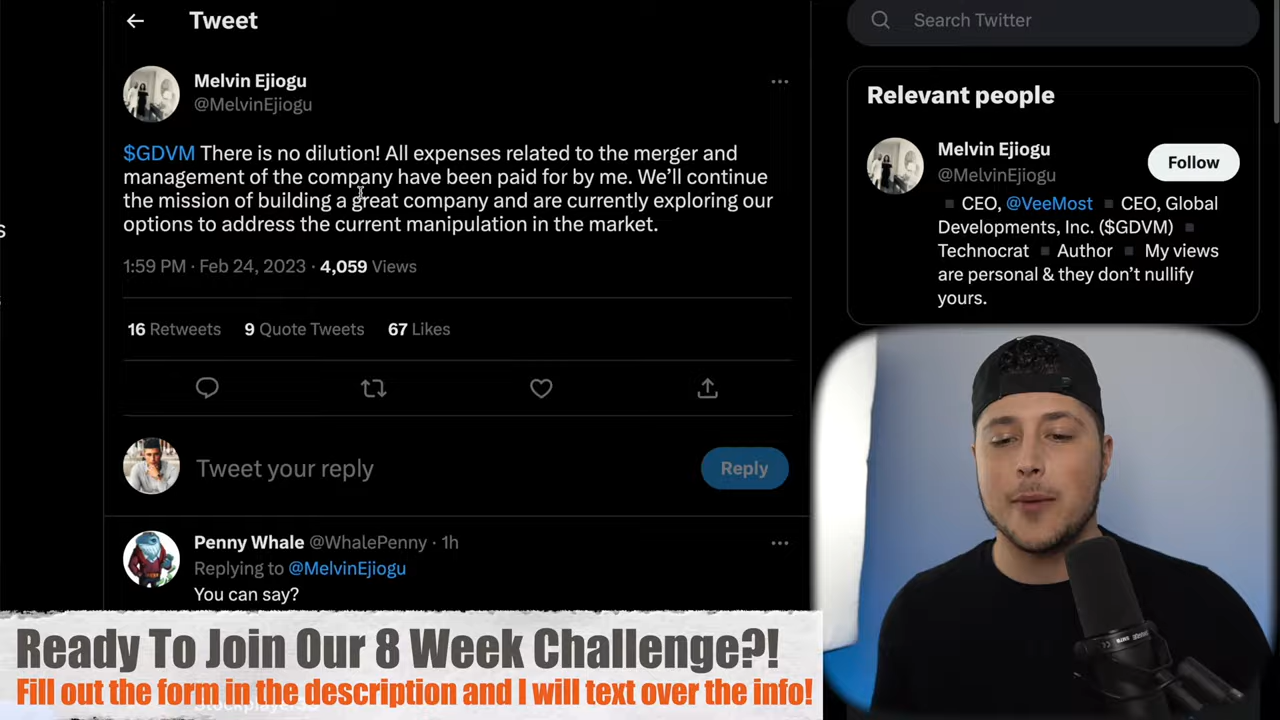 Tweet
Melvin Ejiogu
@MelvinEjiogu
$GDVM There is no dilution! All expenses related to the merger and
management of the company have been paid for by me. We'll continue
the mission of building a great company and are currently exploring our
options to address the current manipulation in the market.
1:59 PM · Feb 24, 2023 · 4,059 Views
16 Retweets 9 Quote Tweets 67 Likes
Tweet your reply
Reply
Penny Whale @WhalePenny · 1h
Replying to @MelvinEjiogu
You can say?
Search Twitter
Relevant people
Melvin Ejiogu
@MelvinEjiogu
Follow
CEO, @VeeMost ▪ CEO, Global
Developments, Inc. ($GDVM) ▪
Technocrat ▪ Author ▪ My views
are personal & they don't nullify
yours.
Ready To Join Our 8 Week Challenge?!
Fill out the form in the description and I will text over the info!